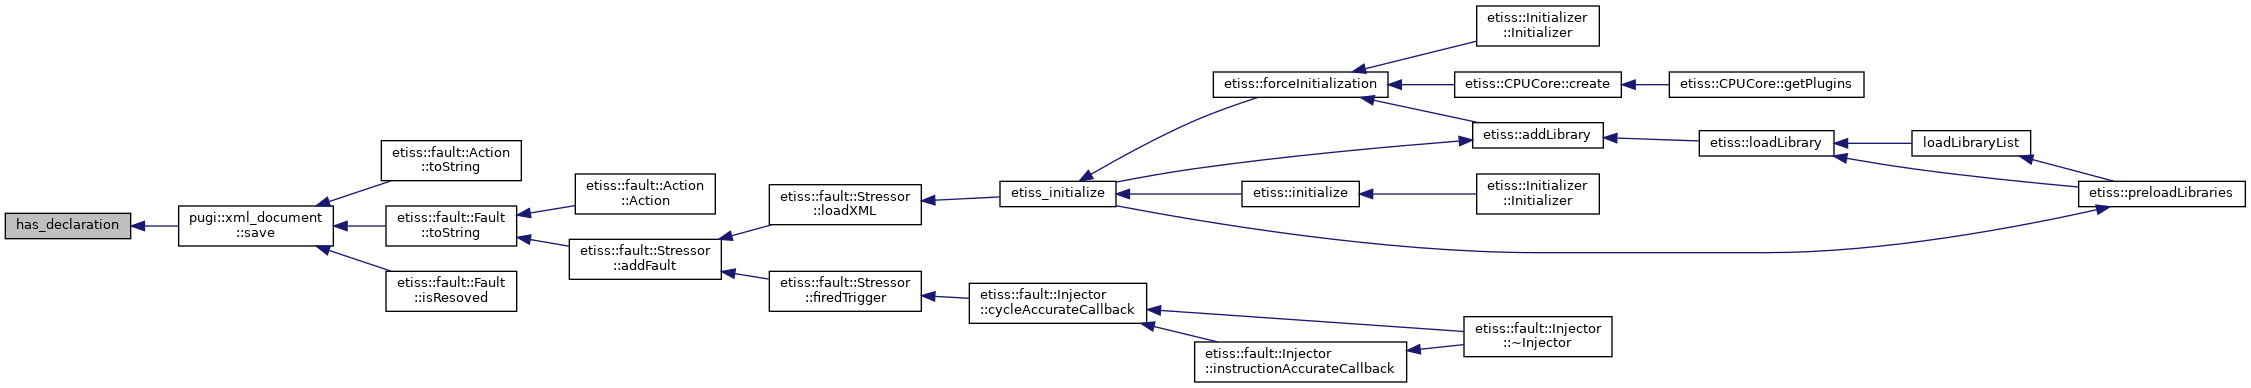 has_declaration
pugi::xml_document
::save
etiss::fault::Action
::toString
etiss::fault::Fault
::toString
etiss::fault::Fault
::isResoved
etiss::fault::Action
::Action
etiss::fault::Stressor
::addFault
etiss::fault::Stressor
::loadXML
etiss::fault::Stressor
::firedTrigger
etiss_initialize
etiss::fault::Injector
::cycleAccurateCallback
etiss::forceInitialization
etiss::initialize
etiss::fault::Injector
::instructionAccurateCallback
etiss::Initializer
::Initializer
etiss::CPUCore::create
etiss::addLibrary
etiss::Initializer
::Initializer
etiss::fault::Injector
::~Injector
etiss::CPUCore::getPlugins
etiss::loadLibrary
loadLibraryList
etiss::preloadLibraries